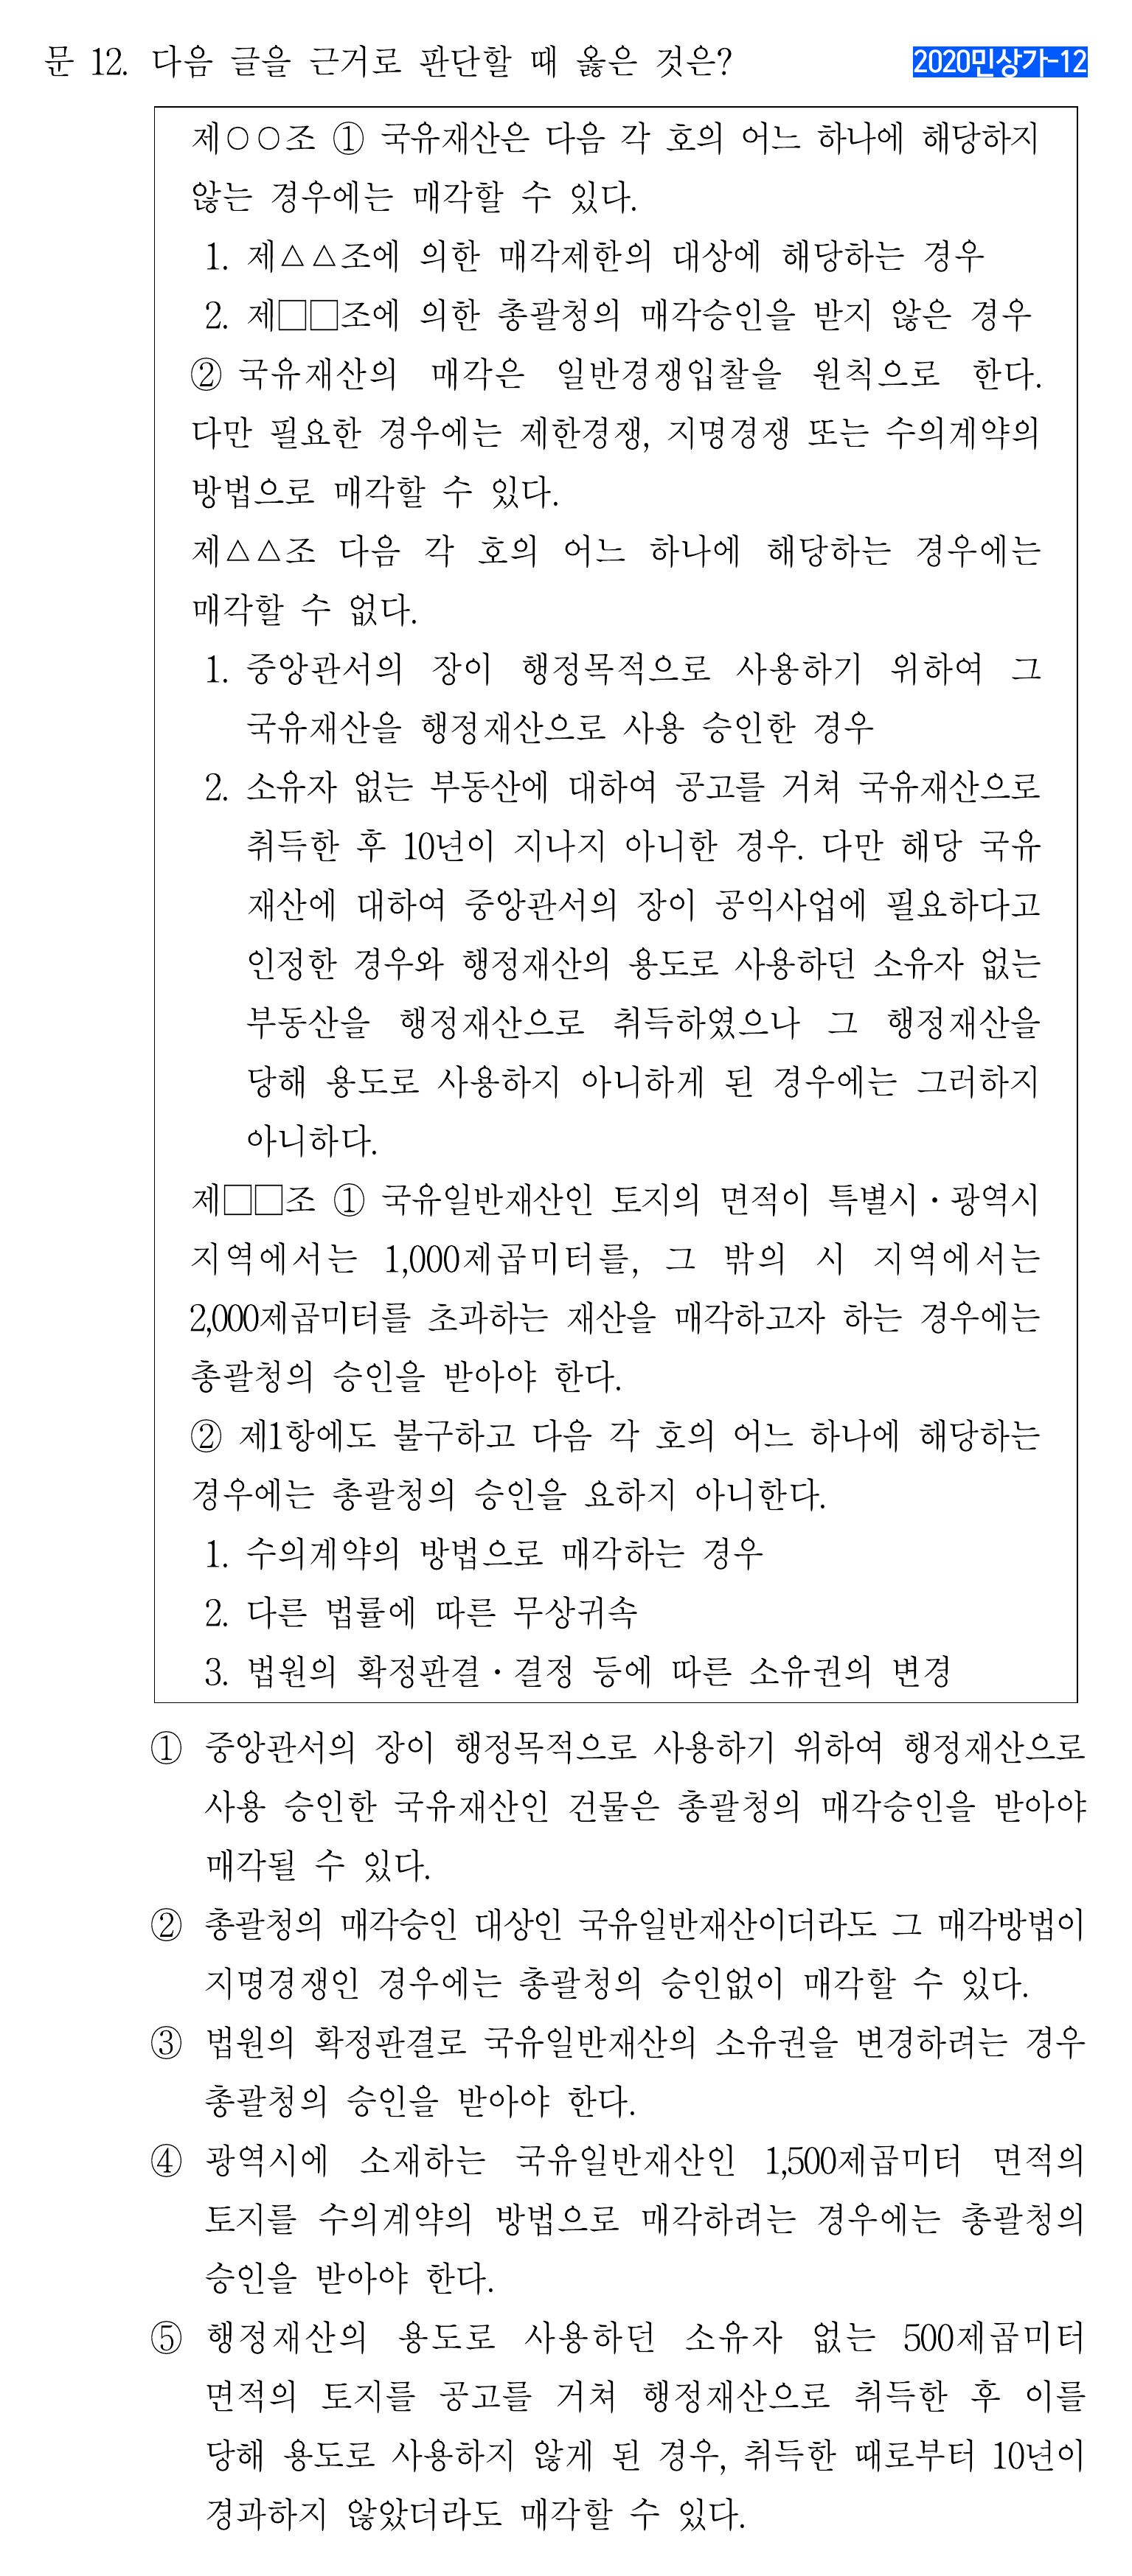 문 12. 다음 글을 근거로 판단할 때 옳은 것은?
2020민상가-12
제○○조 ① 국유재산은 다음 각 호의 어느 하나에 해당하지
않는 경우에는 매각할 수 있다.
1. 제△△조에 의한 매각제한의 대상에 해당하는 경우
2. 제□□조에 의한 총괄청의 매각승인을 받지 않은 경우
② 국유재산의 매각은 일반경쟁입찰을 원칙으로 한다.
다만 필요한 경우에는 제한경쟁, 지명경쟁 또는 수의계약의
방법으로 매각할 수 있다.
제△△조 다음 각 호의 어느 하나에 해당하는 경우에는
매각할 수 없다.
1. 중앙관서의 장이 행정목적으로 사용하기 위하여 그
국유재산을 행정재산으로 사용 승인한 경우
2. 소유자 없는 부동산에 대하여 공고를 거쳐 국유재산으로
취득한 후 10년이 지나지 아니한 경우. 다만 해당 국유
재산에 대하여 중앙관서의 장이 공익사업에 필요하다고
인정한 경우와 행정재산의 용도로 사용하던 소유자 없는
부동산을 행정재산으로 취득하였으나 그 행정재산을
당해 용도로 사용하지 아니하게 된 경우에는 그러하지
아니하다.
제□□조 ① 국유일반재산인 토지의 면적이 특별시·광역시
지역에서는 1,000제곱미터를, 그 밖의 시 지역에서는
2,000제곱미터를 초과하는 재산을 매각하고자 하는 경우에는
총괄청의 승인을 받아야 한다.
② 제1항에도 불구하고 다음 각 호의 어느 하나에 해당하는
경우에는 총괄청의 승인을 요하지 아니한다.
1. 수의계약의 방법으로 매각하는 경우
2. 다른 법률에 따른 무상귀속
3. 법원의 확정판결·결정 등에 따른 소유권의 변경
① 중앙관서의 장이 행정목적으로 사용하기 위하여 행정재산으로
사용 승인한 국유재산인 건물은 총괄청의 매각승인을 받아야
매각될 수 있다.
② 총괄청의 매각승인 대상인 국유일반재산이더라도 그 매각방법이
지명경쟁인 경우에는 총괄청의 승인없이 매각할 수 있다.
③ 법원의 확정판결로 국유일반재산의 소유권을 변경하려는 경우
총괄청의 승인을 받아야 한다.
④ 광역시에 소재하는 국유일반재산인 1,500제곱미터 면적의
토지를 수의계약의 방법으로 매각하려는 경우에는 총괄청의
승인을 받아야 한다.
⑤ 행정재산의 용도로 사용하던 소유자 없는 500제곱미터
면적의 토지를 공고를 거쳐 행정재산으로 취득한 후 이를
당해 용도로 사용하지 않게 된 경우, 취득한 때로부터 10년이
경과하지 않았더라도 매각할 수 있다.